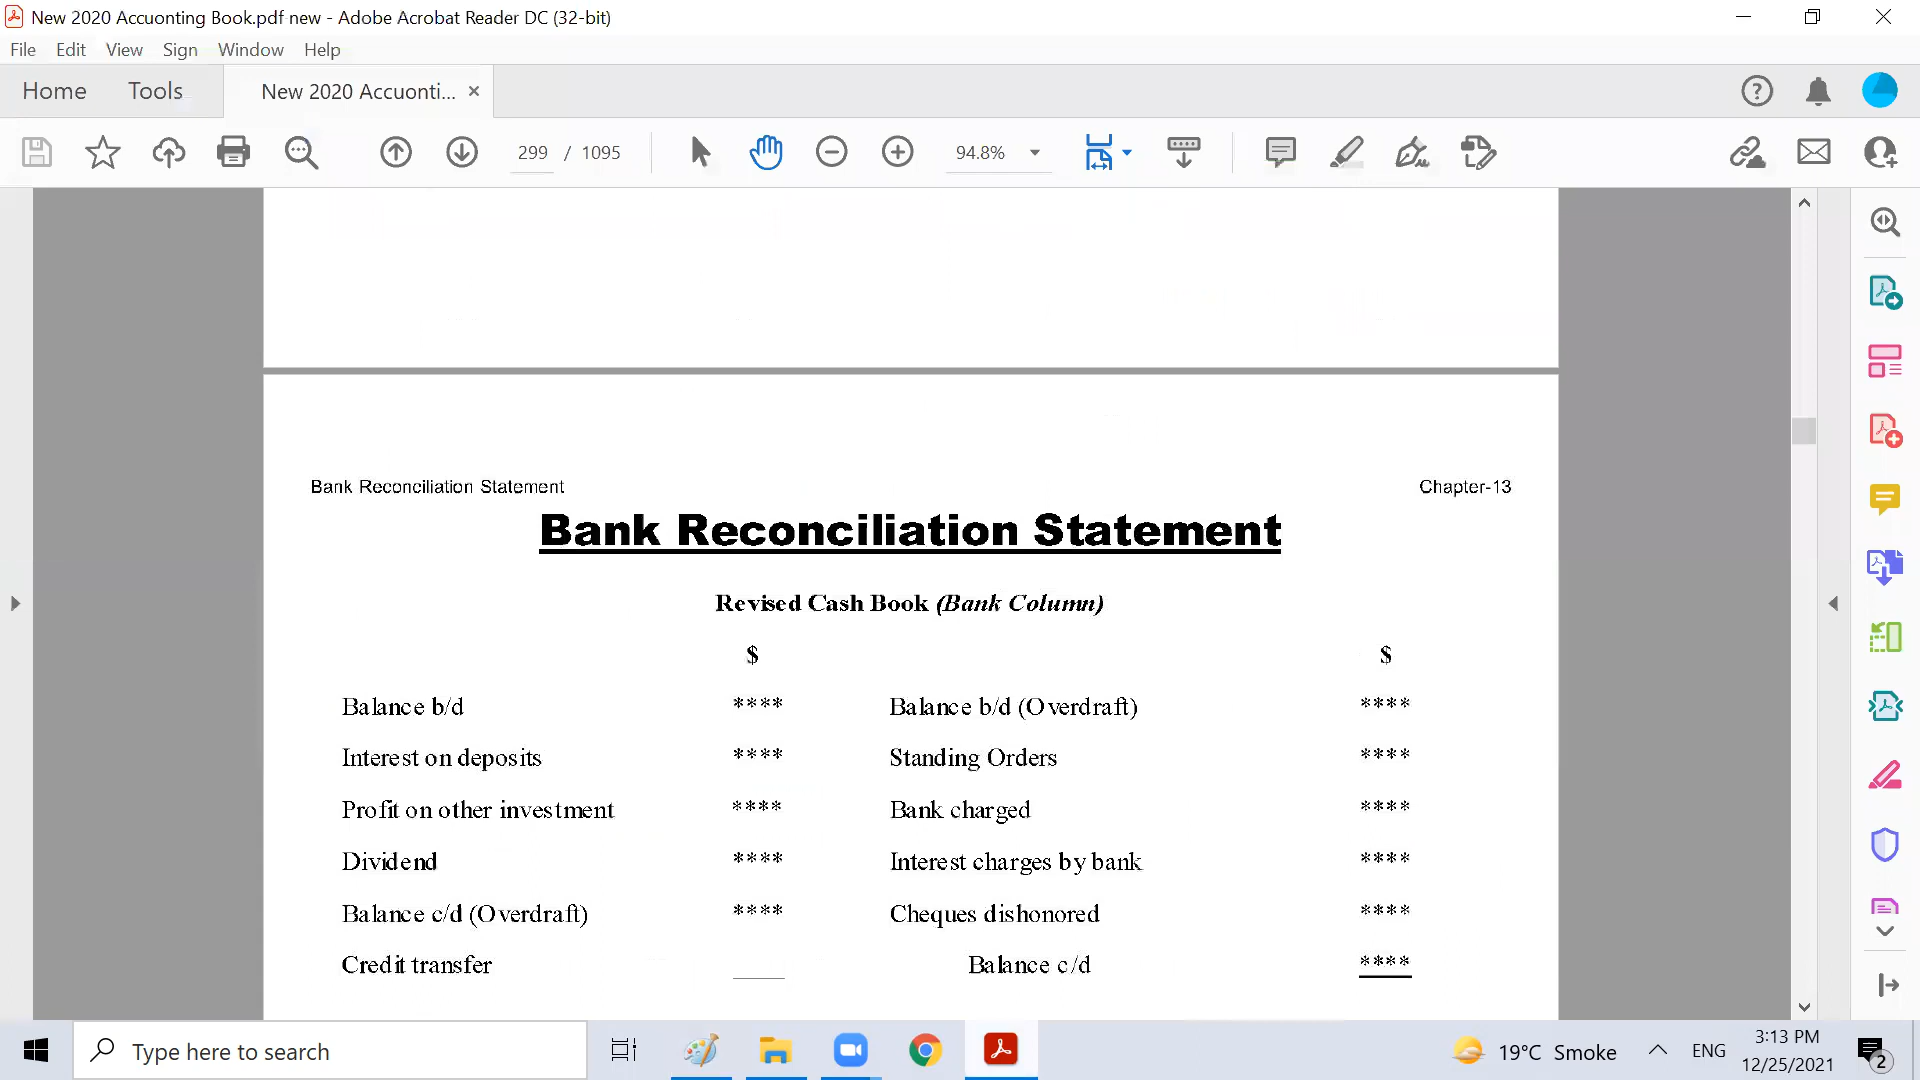 New 2020 Accuonting Book.pdf new - Adobe Acrobat Reader DC (32-bit)
File Edit View Sign Window Help
Home Tools New 2020 Accuonti... ×
299 / 1095 94.8%
Bank Reconciliation Statement Chapter-13
Bank Reconciliation Statement
Revised Cash Book (Bank Column)
$ $
Balance b/d **** Balance b/d (Overdraft) ****
Interest on deposits **** Standing Orders ****
Profit on other investment **** Bank charged ****
Dividend **** Interest charges by bank ****
Balance c/d (Overdraft) **** Cheques dishonored ****
Credit transfer ____ Balance c/d ****
Type here to search
19°C Smoke ENG 3:13 PM
12/25/2021 2